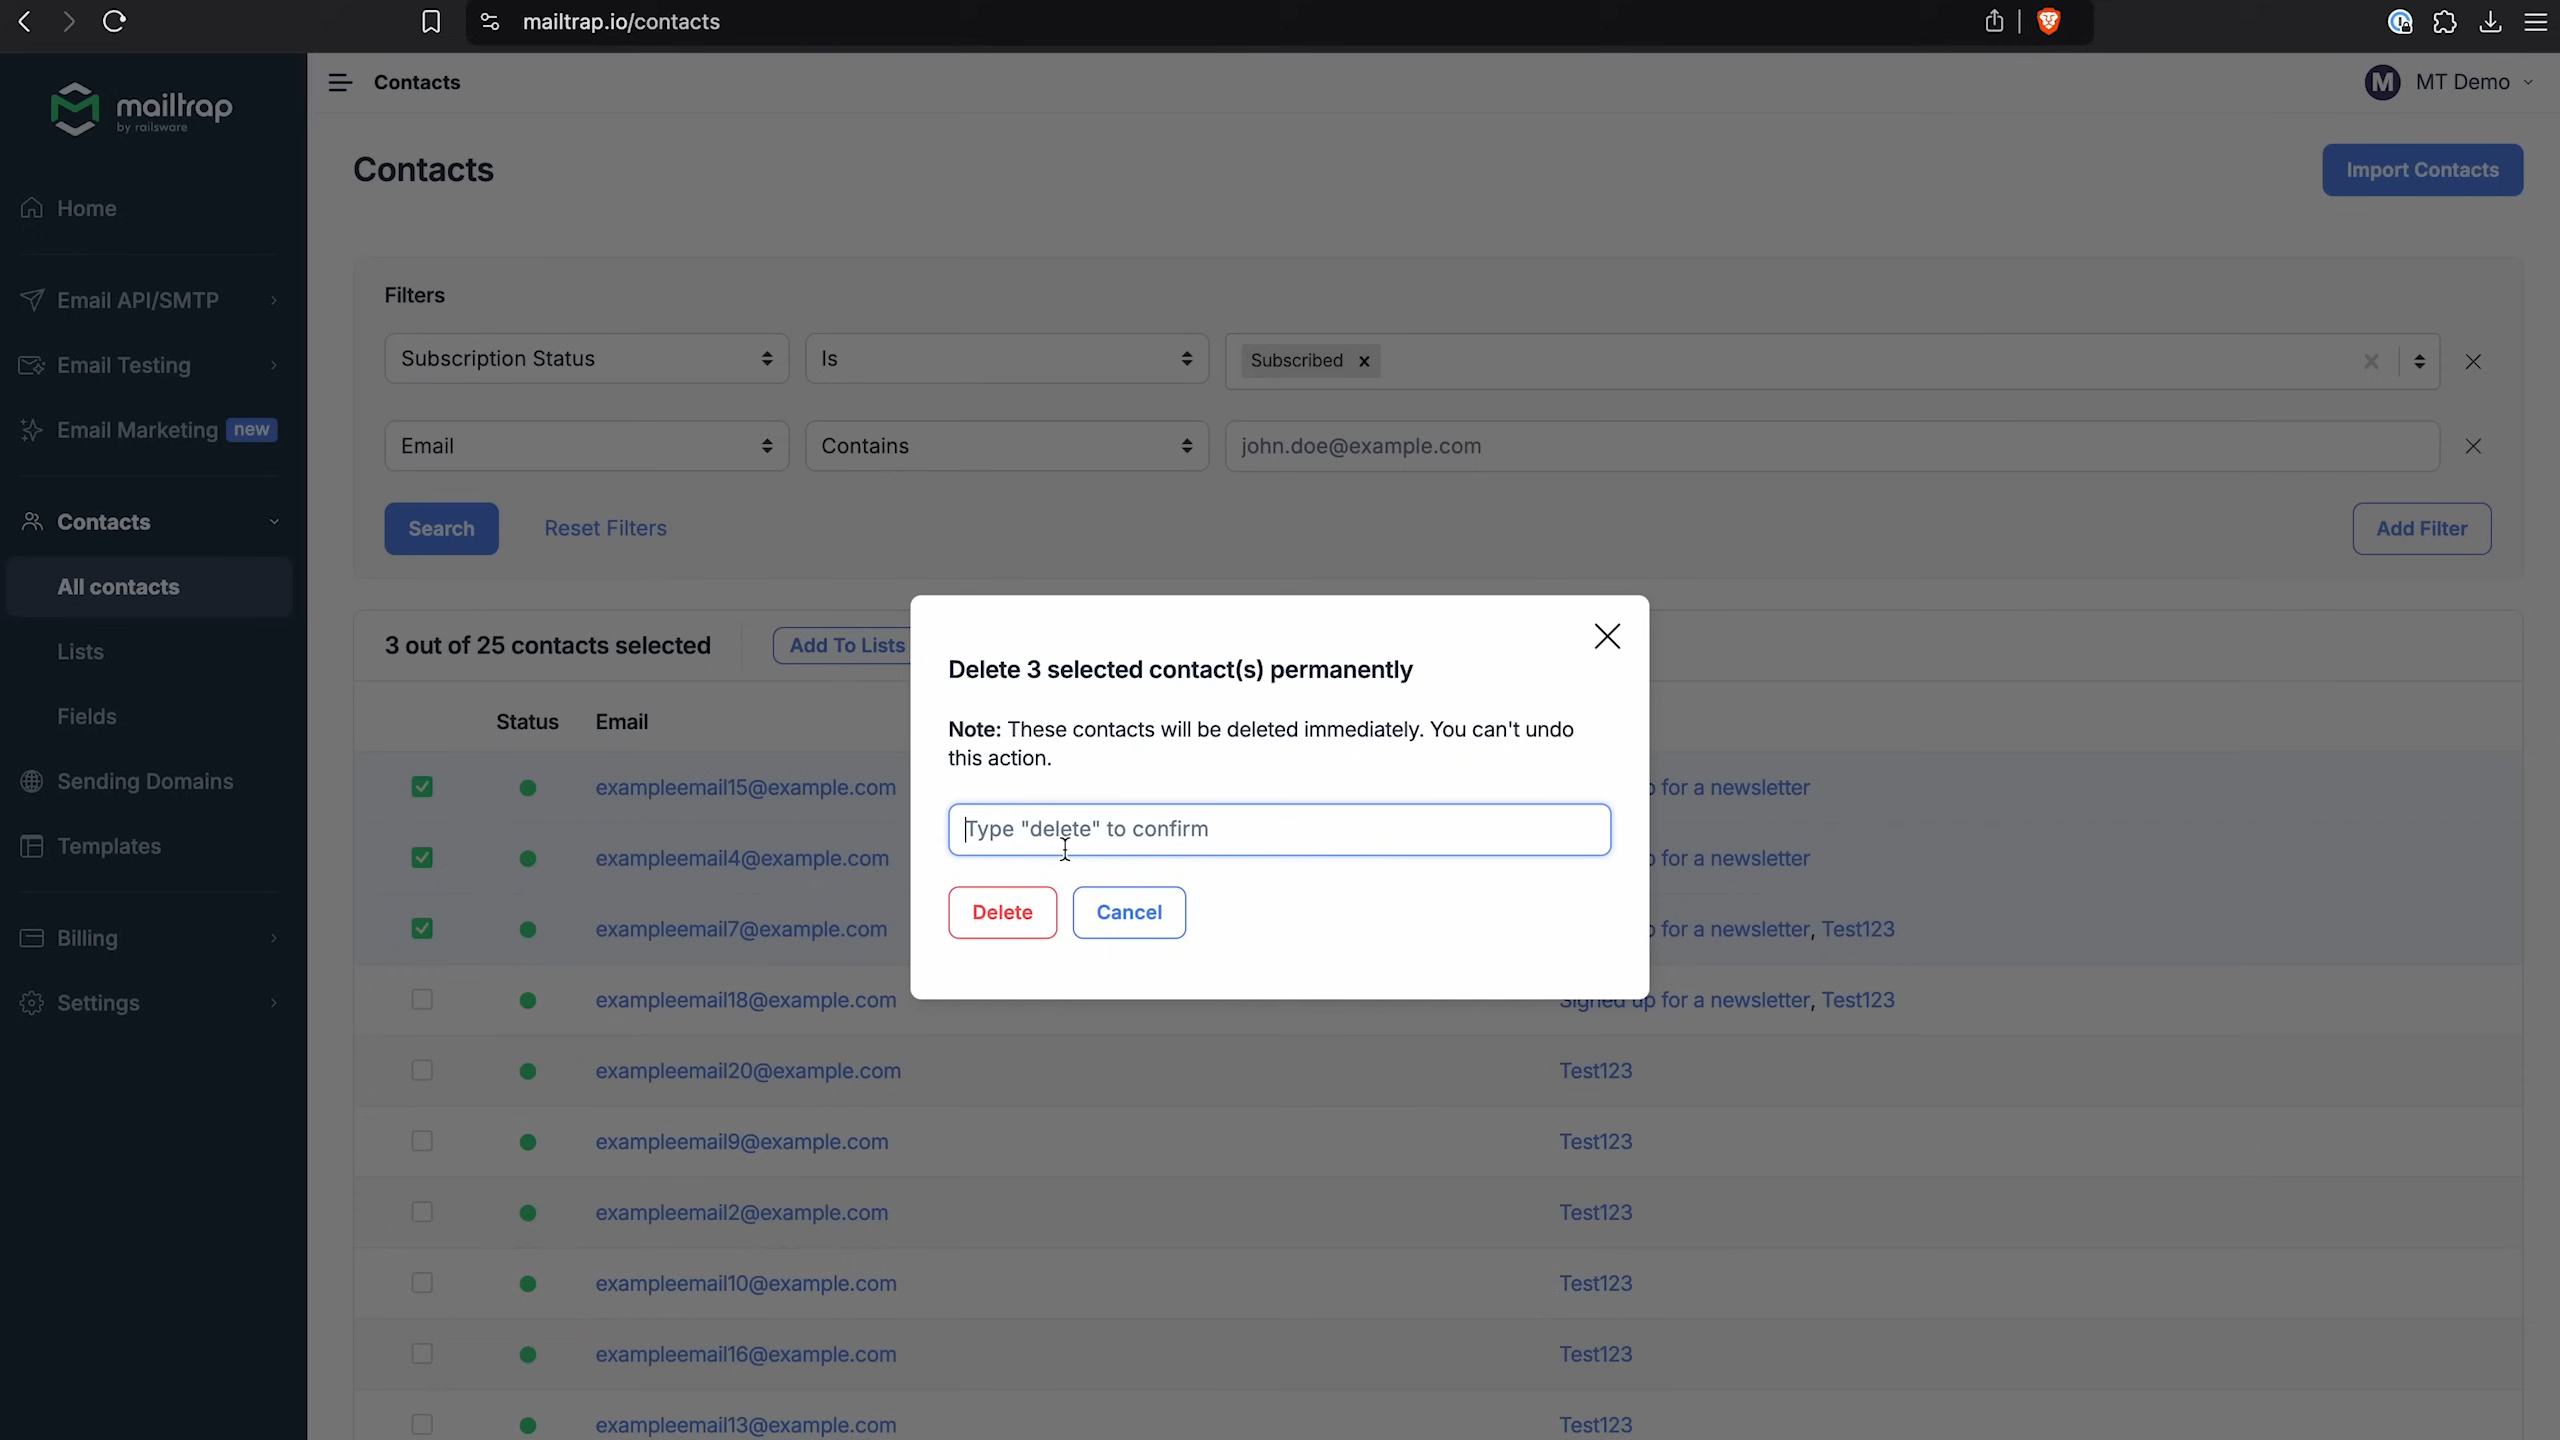 mailtrap.io/contacts
mailtrap
by railsware
Home
Email API/SMTP
Email Testing
Email Marketing new
Contacts
All contacts
Lists
Fields
Sending Domains
Templates
Billing
Settings
Contacts
M MT Demo
Contacts
Import Contacts
Filters
Subscription Status Is Subscribed
Email Contains john.doe@example.com
Search Reset Filters Add Filter
3 out of 25 contacts selected Add To Lists
Status Email
exampleemail15@example.com for a newsletter
exampleemail4@example.com for a newsletter
exampleemail7@example.com for a newsletter, Test123
exampleemail18@example.com Signed up for a newsletter, Test123
exampleemail20@example.com Test123
exampleemail9@example.com Test123
exampleemail2@example.com Test123
exampleemail10@example.com Test123
exampleemail16@example.com Test123
exampleemail13@example.com Test123
Delete 3 selected contact(s) permanently
Note: These contacts will be deleted immediately. You can't undo
this action.
Type "delete" to confirm
Delete Cancel